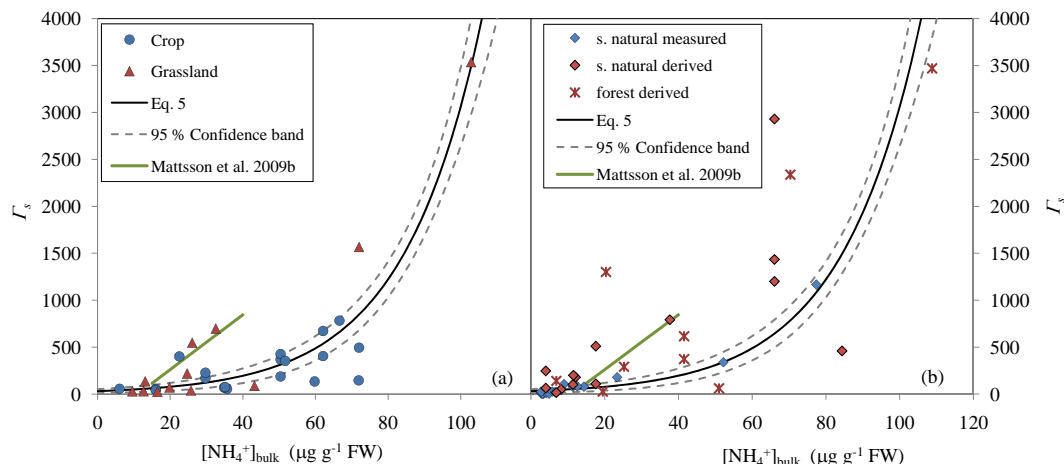 4000
3500
3000
2500
2000
1500
1000
500
0
Γs
Crop
Grassland
Eq. 5
95 % Confidence band
Mattsson et al. 2009b
(a)
0 20 40 60 80 100
[NH₄⁺]bulk (μg g⁻¹ FW)
s. natural measured
s. natural derived
forest derived
Eq. 5
95 % Confidence band
Mattsson et al. 2009b
(b)
0 20 40 60 80 100 120
[NH₄⁺]bulk (μg g⁻¹ FW)
4000
3500
3000
2500
2000
1500
1000
500
0
Γs